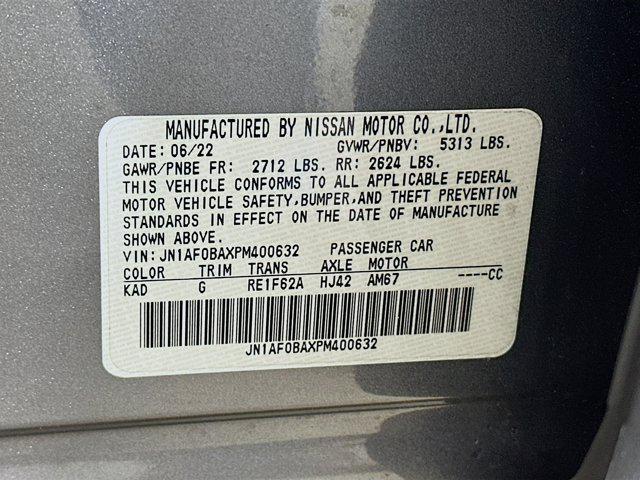 MANUFACTURED BY NISSAN MOTOR CO.,LTD.
DATE: 06/22 GVWR/PNBV: 5313 LBS.
GAWR/PNBE FR: 2712 LBS. RR: 2624 LBS.
THIS VEHICLE CONFORMS TO ALL APPLICABLE FEDERAL
MOTOR VEHICLE SAFETY,BUMPER,AND THEFT PREVENTION
STANDARDS IN EFFECT ON THE DATE OF MANUFACTURE
SHOWN ABOVE.
VIN: JN1AF0BAXPM400632 PASSENGER CAR
COLOR TRIM TRANS AXLE MOTOR
KAD G RE1F62A HJ42 AM67 ----CC
JN1AF0BAXPM400632